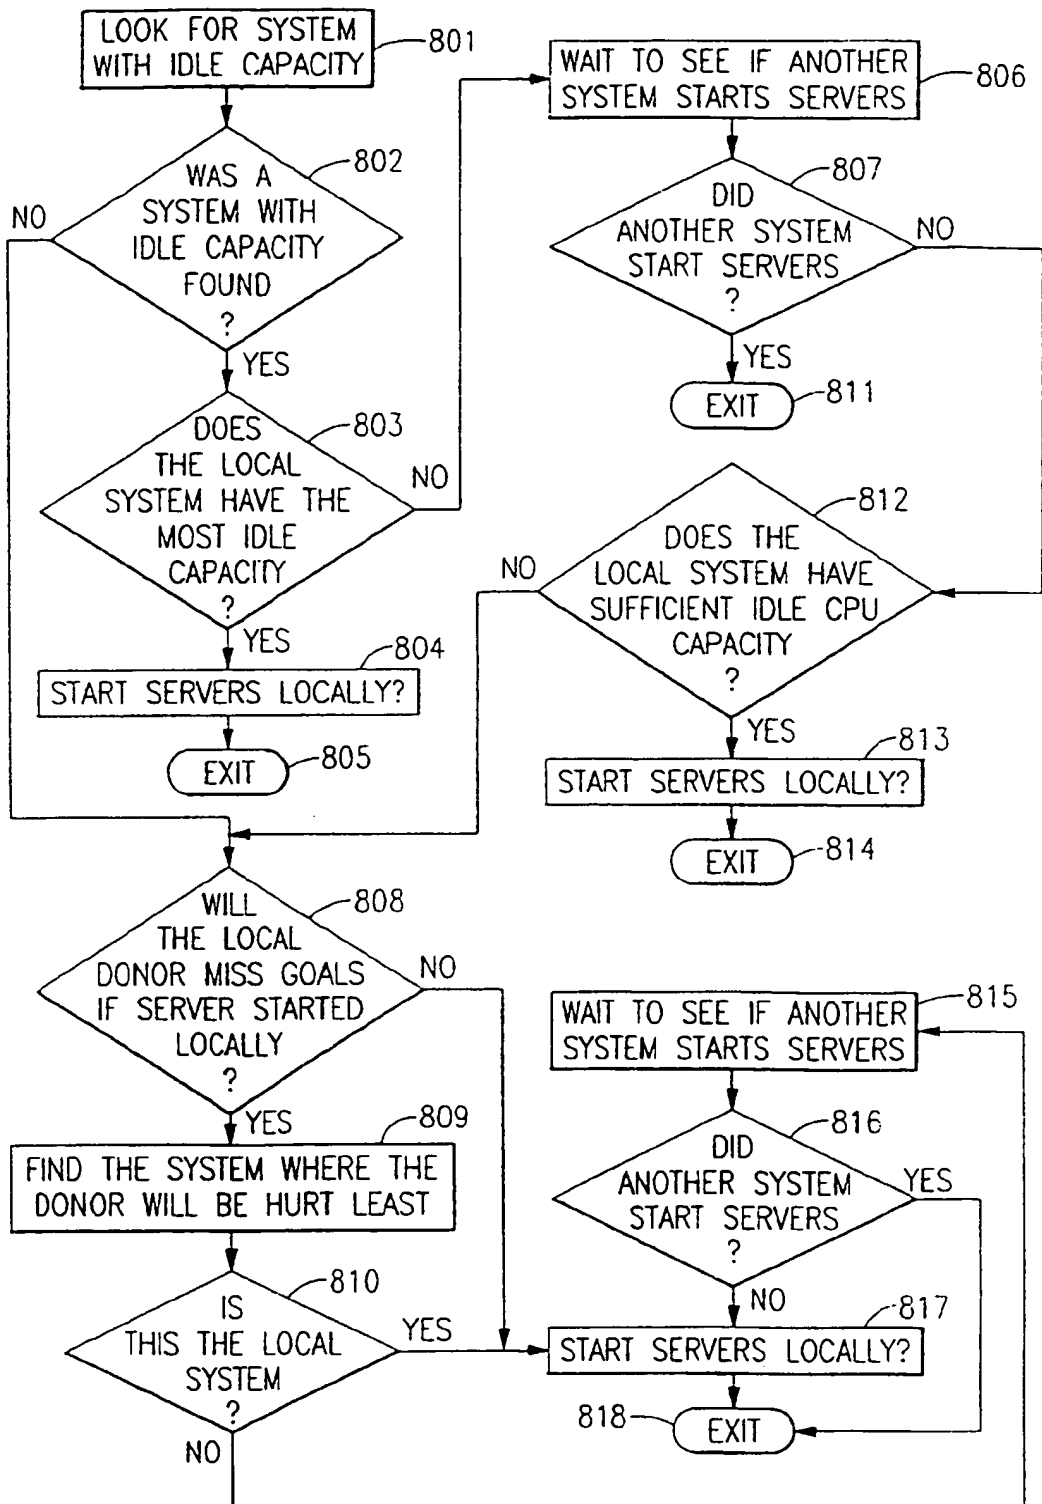 LOOK FOR SYSTEM
WITH IDLE CAPACITY
801
WAS A
SYSTEM WITH
IDLE CAPACITY
FOUND
?
802
NO
YES
DOES
THE LOCAL
SYSTEM HAVE THE
MOST IDLE
CAPACITY
?
803
NO
YES
804
START SERVERS LOCALLY?
EXIT
805
WAIT TO SEE IF ANOTHER
SYSTEM STARTS SERVERS
806
DID
ANOTHER SYSTEM
START SERVERS
?
807
NO
YES
EXIT
811
DOES THE
LOCAL SYSTEM HAVE
SUFFICIENT IDLE CPU
CAPACITY
?
812
NO
YES
813
START SERVERS LOCALLY?
EXIT
814
WILL
THE LOCAL
DONOR MISS GOALS
IF SERVER STARTED
LOCALLY
?
808
NO
YES
809
FIND THE SYSTEM WHERE THE
DONOR WILL BE HURT LEAST
IS
THIS THE LOCAL
SYSTEM
?
810
YES
NO
WAIT TO SEE IF ANOTHER
SYSTEM STARTS SERVERS
815
DID
ANOTHER SYSTEM
START SERVERS
?
816
YES
NO
817
START SERVERS LOCALLY?
818
EXIT